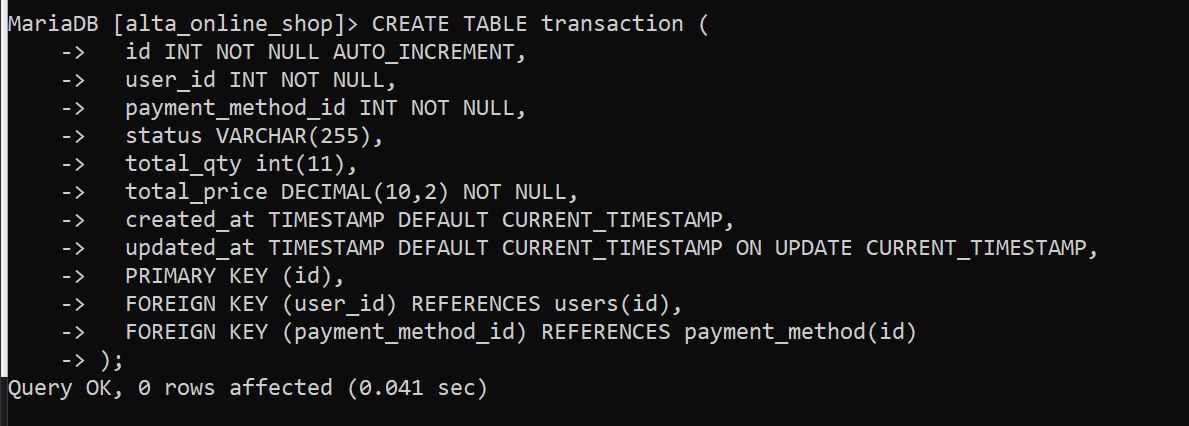 MariaDB [alta_online_shop]> CREATE TABLE transaction (
    ->   id INT NOT NULL AUTO_INCREMENT,
    ->   user_id INT NOT NULL,
    ->   payment_method_id INT NOT NULL,
    ->   status VARCHAR(255),
    ->   total_qty int(11),
    ->   total_price DECIMAL(10,2) NOT NULL,
    ->   created_at TIMESTAMP DEFAULT CURRENT_TIMESTAMP,
    ->   updated_at TIMESTAMP DEFAULT CURRENT_TIMESTAMP ON UPDATE CURRENT_TIMESTAMP,
    ->   PRIMARY KEY (id),
    ->   FOREIGN KEY (user_id) REFERENCES users(id),
    ->   FOREIGN KEY (payment_method_id) REFERENCES payment_method(id)
    -> );
Query OK, 0 rows affected (0.041 sec)